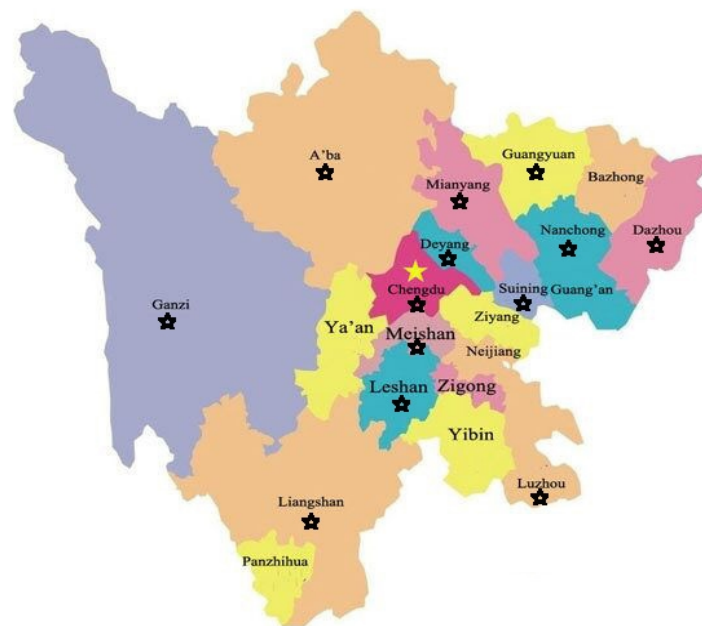 A'ba
Guangyuan
Bazhong
Mianyang
Dazhou
Nanchong
Deyang
Chengdu
Suining
Guang'an
Ganzi
Ziyang
Ya'an
Meishan
Neijiang
Leshan
Zigong
Yibin
Luzhou
Liangshan
Panzhihua